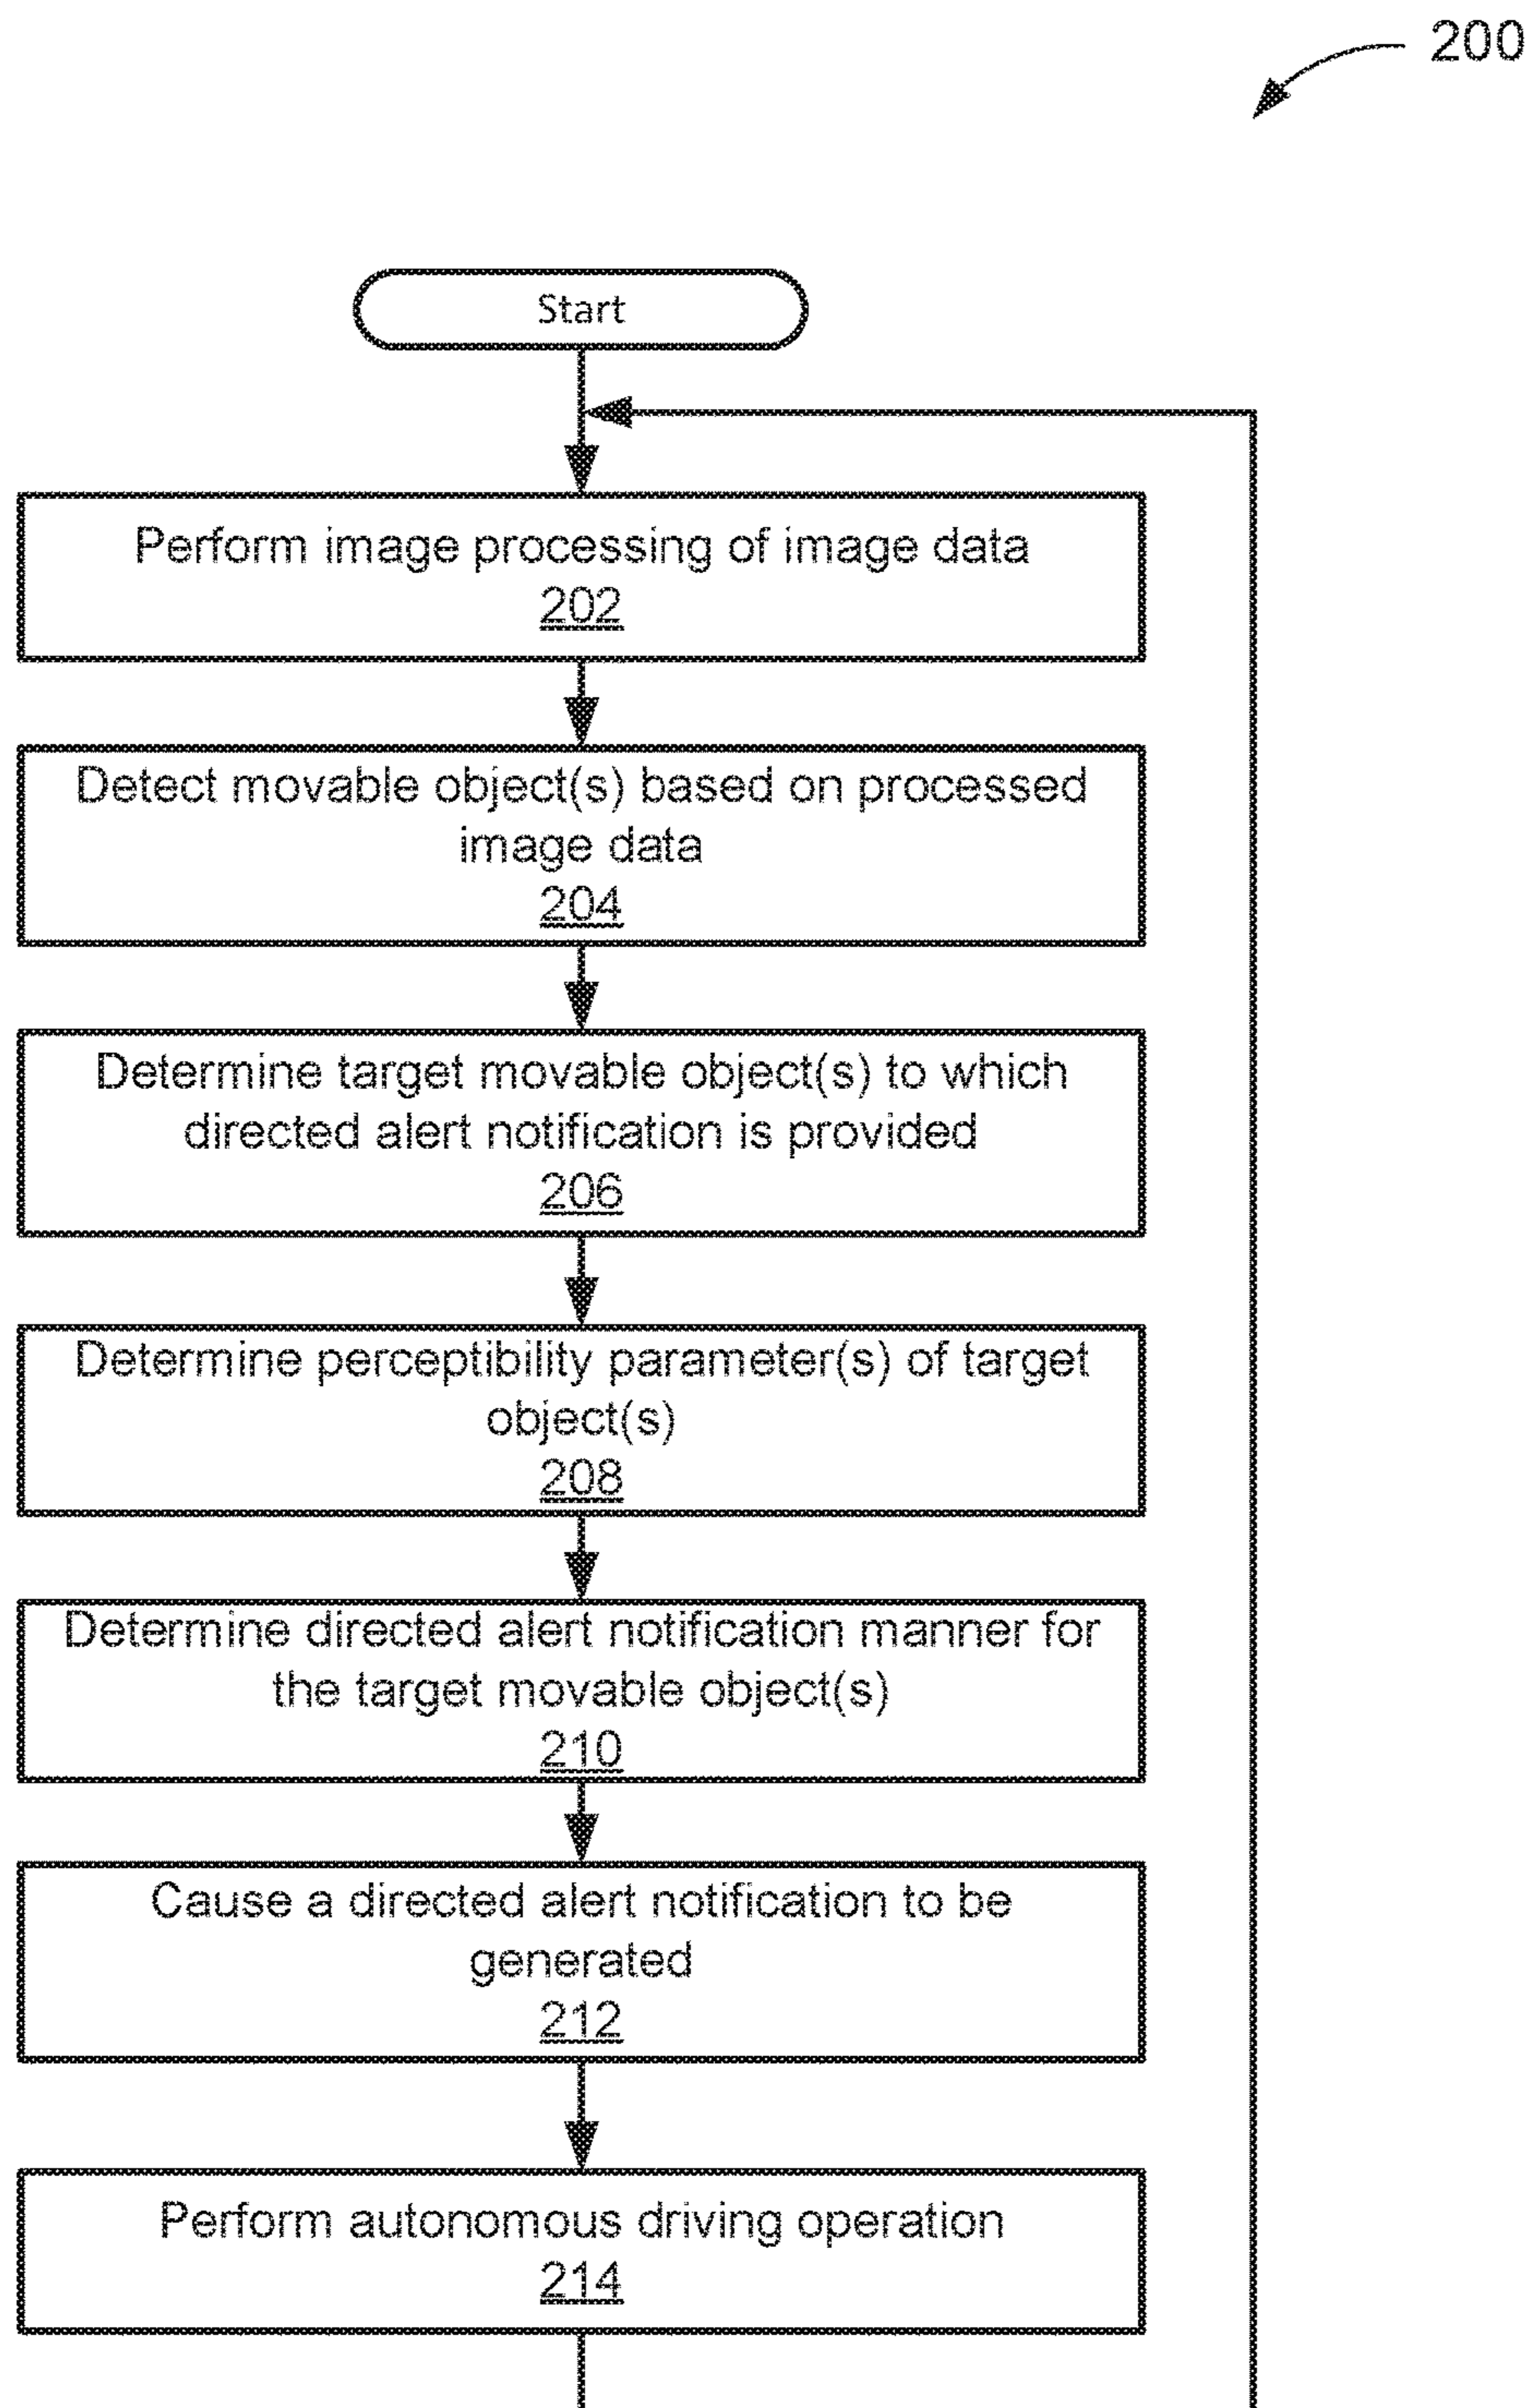 200
Start
Perform image processing of image data
202
Detect movable object(s) based on processed
image data
204
Determine target movable object(s) to which
directed alert notification is provided
206
Determine perceptibility parameter(s) of target
object(s)
208
Determine directed alert notification manner for
the target movable object(s)
210
Cause a directed alert notification to be
generated
212
Perform autonomous driving operation
214